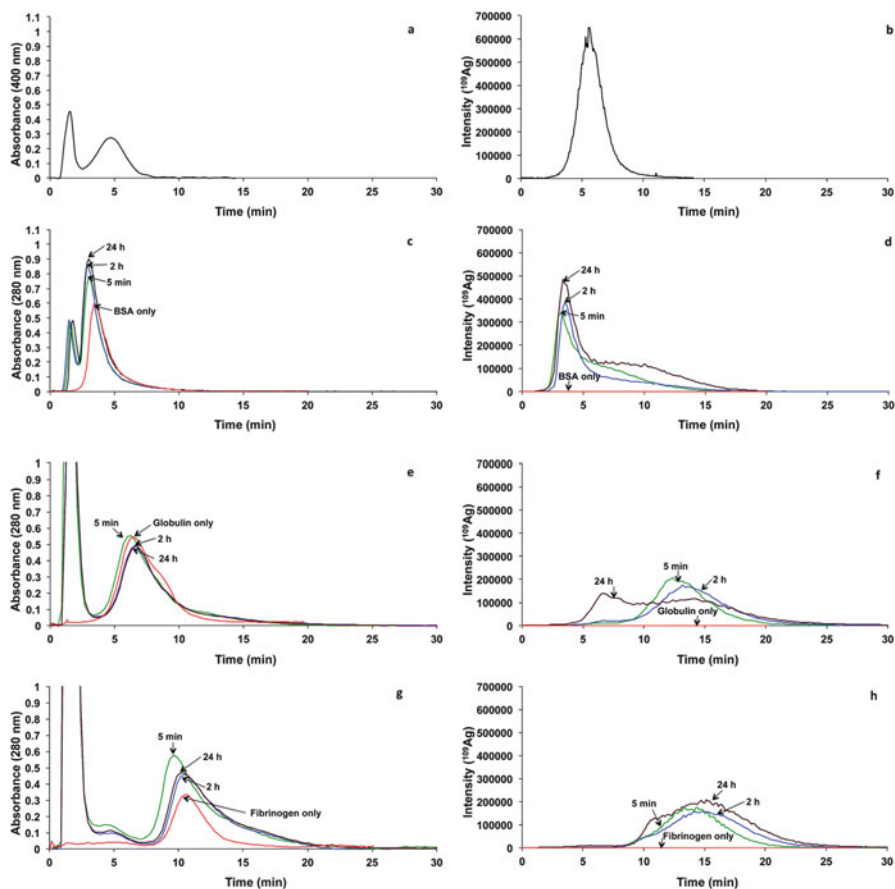 a
Absorbance (400 nm)
1.1
1
0.9
0.8
0.7
0.6
0.5
0.4
0.3
0.2
0.1
0
0 5 10 15 20 25 30
Time (min)
b
Intensity (109Ag)
700000
600000
500000
400000
300000
200000
100000
0
0 5 10 15 20 25 30
Time (min)
c
Absorbance (280 nm)
1.1
1
0.9
0.8
0.7
0.6
0.5
0.4
0.3
0.2
0.1
0
24 h
2 h
5 min
BSA only
0 5 10 15 20 25 30
Time (min)
d
Intensity (109Ag)
700000
600000
500000
400000
300000
200000
100000
0
24 h
2 h
5 min
BSA only
0 5 10 15 20 25 30
Time (min)
e
Absorbance (280 nm)
1
0.9
0.8
0.7
0.6
0.5
0.4
0.3
0.2
0.1
0
5 min
Globulin only
2 h
24 h
0 5 10 15 20 25 30
Time (min)
f
Intensity (109Ag)
700000
600000
500000
400000
300000
200000
100000
0
5 min
24 h
2 h
Globulin only
0 5 10 15 20 25 30
Time (min)
g
Absorbance (280 nm)
1
0.9
0.8
0.7
0.6
0.5
0.4
0.3
0.2
0.1
0
5 min
24 h
2 h
Fibrinogen only
0 5 10 15 20 25 30
Time (min)
h
Intensity (109Ag)
700000
600000
500000
400000
300000
200000
100000
0
24 h
5 min
2 h
Fibrinogen only
0 5 10 15 20 25 30
Time (min)